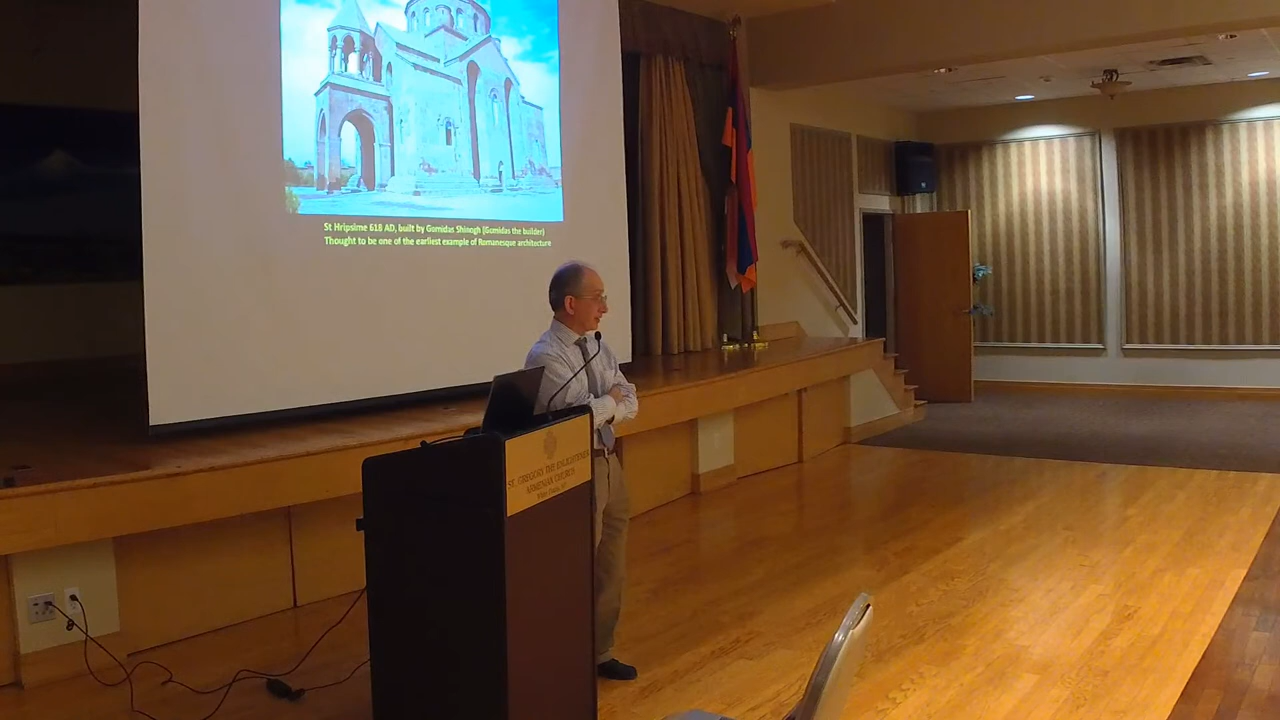 St Hripsime 618 AD, built by Gomidas Shinogh (Gomidas the builder)
Thought to be one of the earliest example of Romanesque architecture
ST. GREGORY THE ENLIGHTENER
ARMENIAN CHURCH